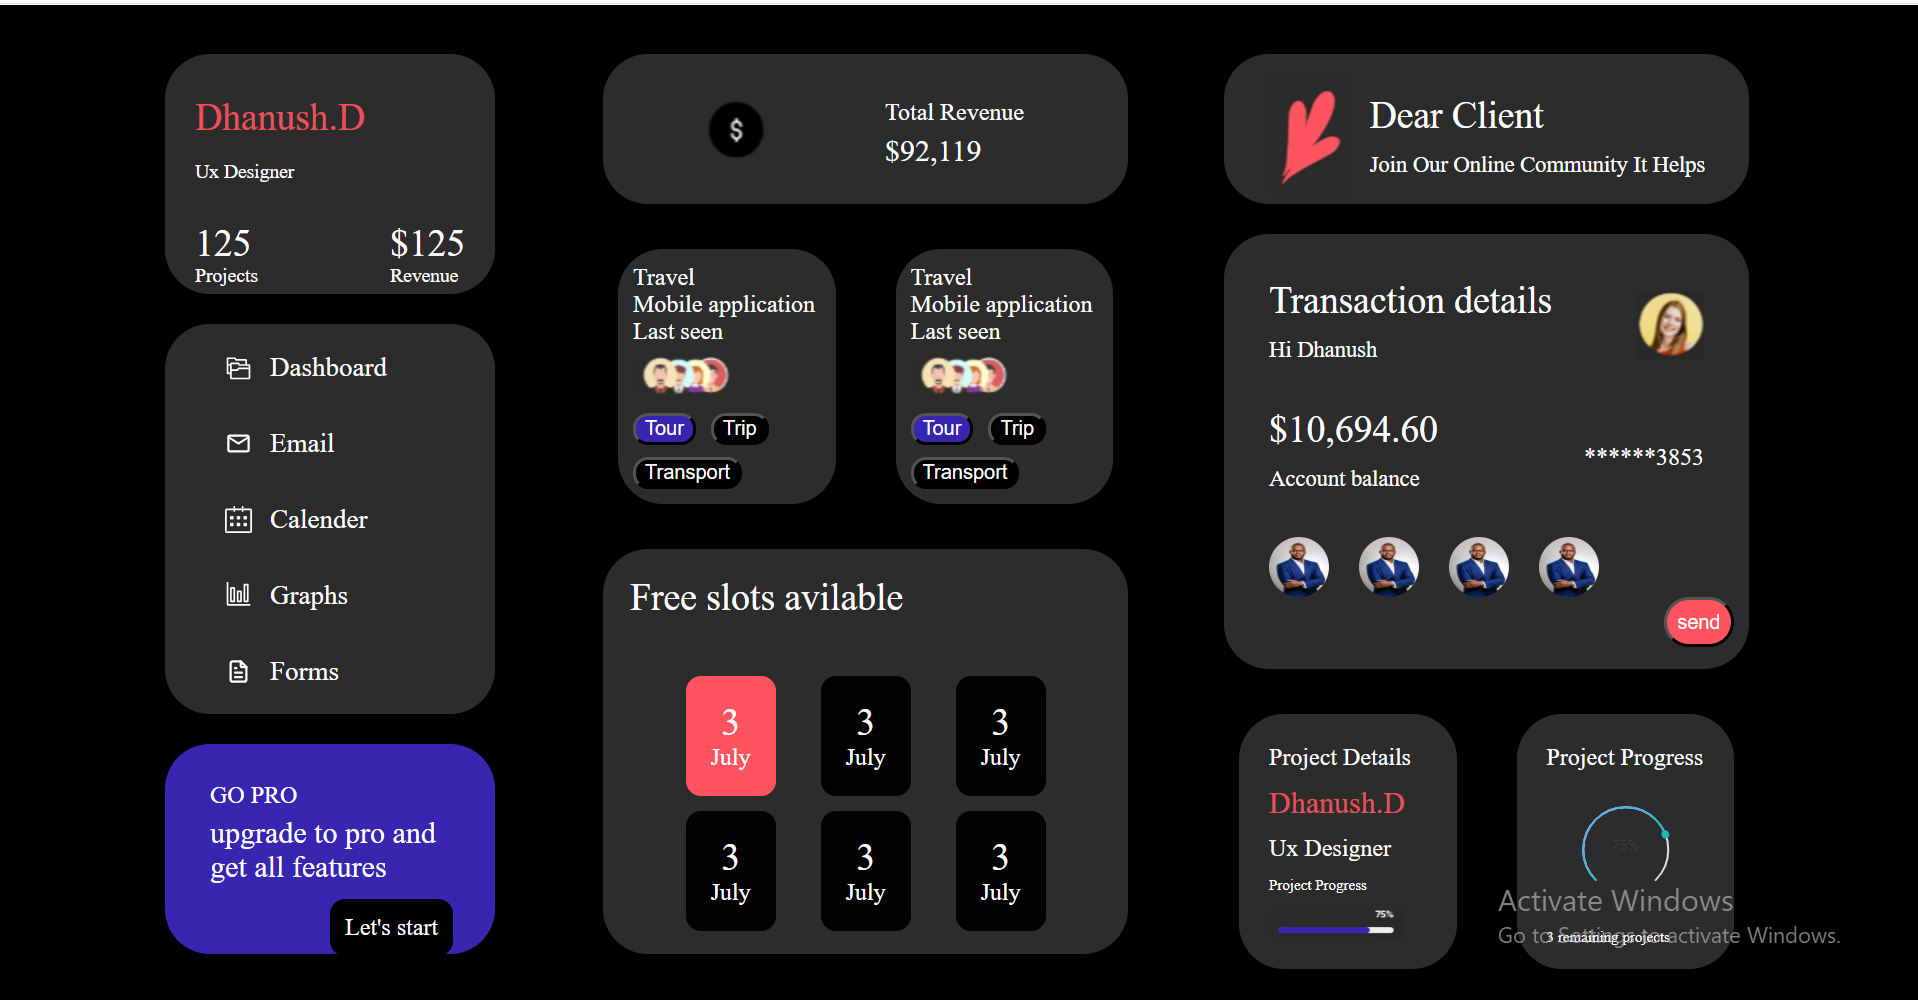 Dhanush.D
Ux Designer
125
Projects
$125
Revenue
Dashboard
Email
Calender
Graphs
Forms
GO PRO
upgrade to pro and
get all features
Let's start
$
Total Revenue
$92,119
Travel
Mobile application
Last seen
Tour
Trip
Transport
Travel
Mobile application
Last seen
Tour
Trip
Transport
Free slots avilable
3
July
3
July
3
July
3
July
3
July
3
July
Dear Client
Join Our Online Community It Helps
Transaction details
Hi Dhanush
$10,694.60
Account balance
******3853
send
Project Details
Dhanush.D
Ux Designer
Project Progress
75%
Project Progress
75%
3 remaining projects
Activate Windows
Go to Settings to activate Windows.